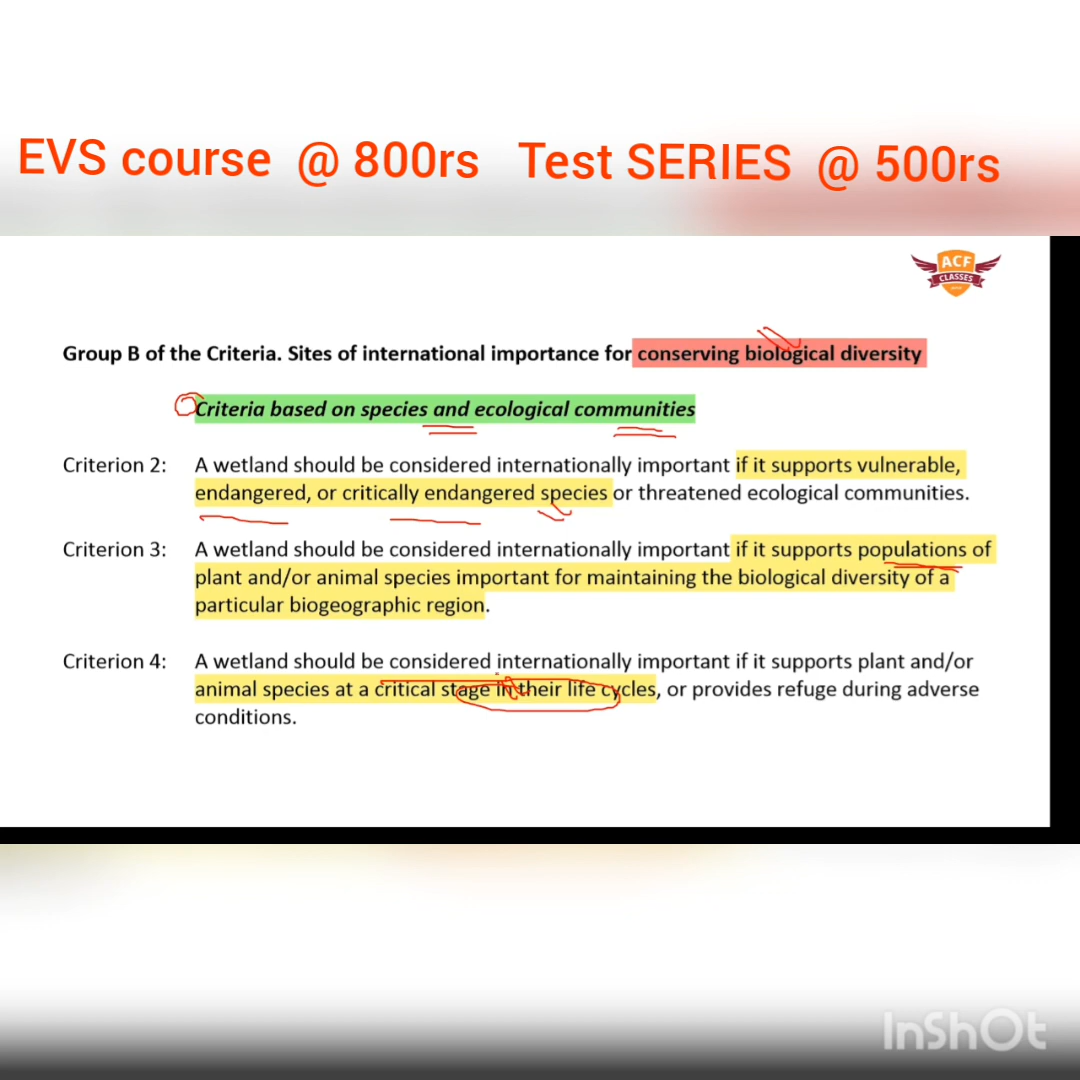 EVS course @ 800rs Test SERIES @ 500rs
ACF
CLASSES
Group B of the Criteria. Sites of international importance for conserving biological diversity
Criteria based on species and ecological communities
Criterion 2: A wetland should be considered internationally important if it supports vulnerable,
endangered, or critically endangered species or threatened ecological communities.
Criterion 3: A wetland should be considered internationally important if it supports populations of
plant and/or animal species important for maintaining the biological diversity of a
particular biogeographic region.
Criterion 4: A wetland should be considered internationally important if it supports plant and/or
animal species at a critical stage in their life cycles, or provides refuge during adverse
conditions.
InShOt